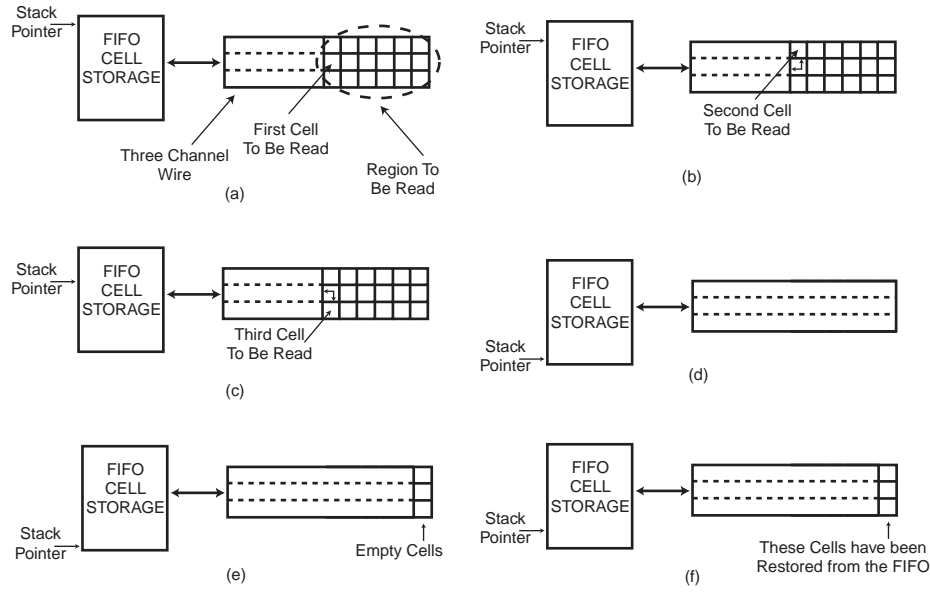 Stack
Pointer
FIFO
CELL
STORAGE
Three Channel
Wire
First Cell
To Be Read
Region To
Be Read
(a)
Stack
Pointer
FIFO
CELL
STORAGE
Second Cell
To Be Read
(b)
Stack
Pointer
FIFO
CELL
STORAGE
Third Cell
To Be Read
(c)
FIFO
CELL
STORAGE
Stack
Pointer
(d)
FIFO
CELL
STORAGE
Stack
Pointer
Empty Cells
(e)
FIFO
CELL
STORAGE
Stack
Pointer
These Cells have been
Restored from the FIFO
(f)